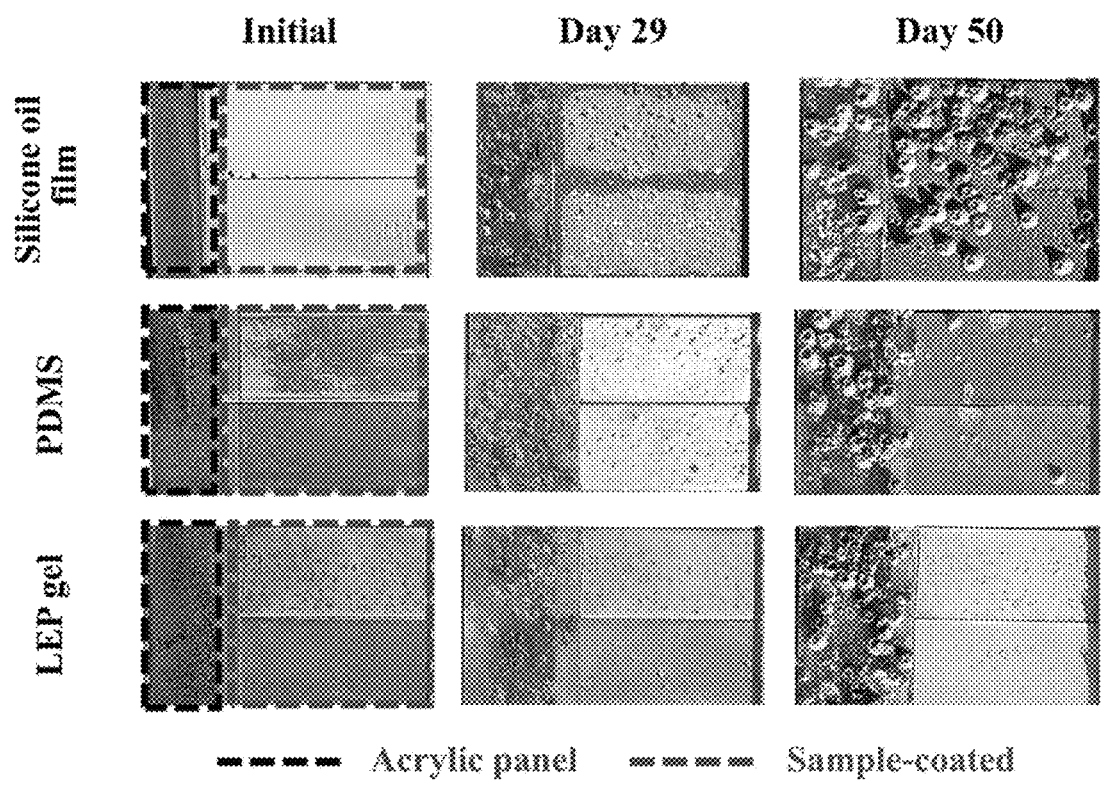 Initial
Day 29
Day 50
Silicone oil
film
PDMS
LEP gel
Acrylic panel
Sample-coated